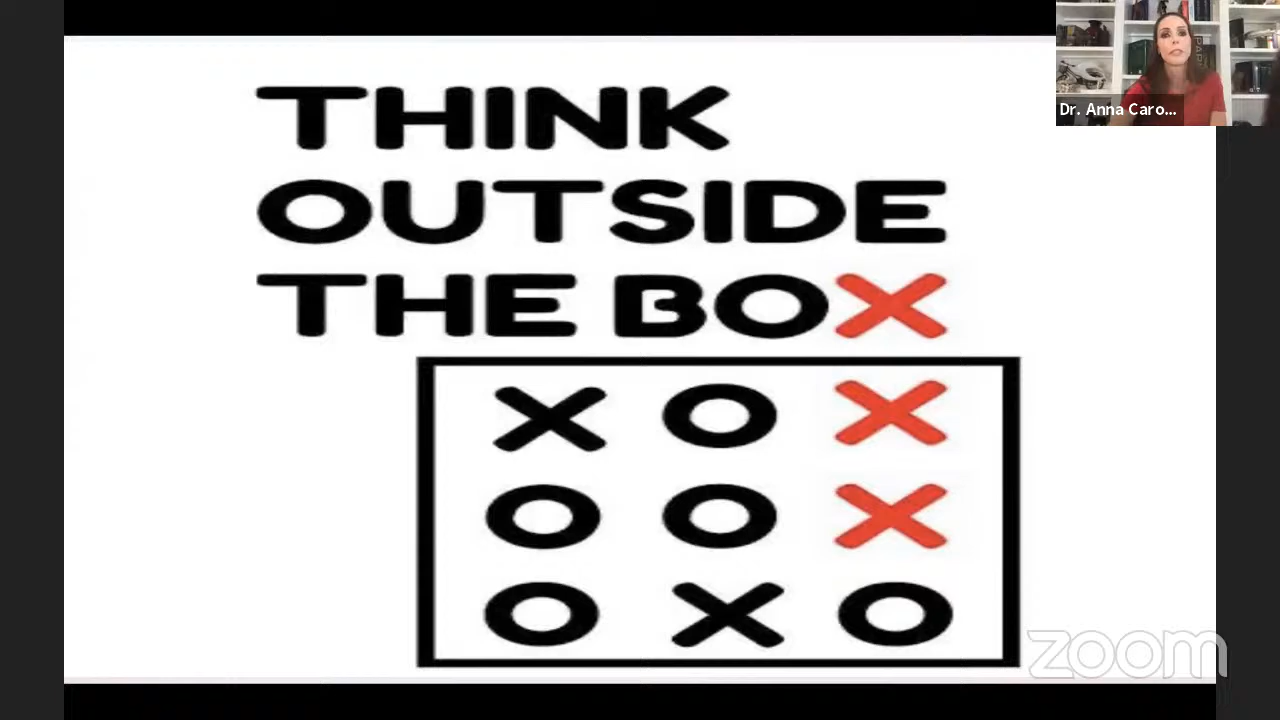 Dr. Anna Caro...
THINK
OUTSIDE
THE BOX
X O X
O O X
O X O
zoom